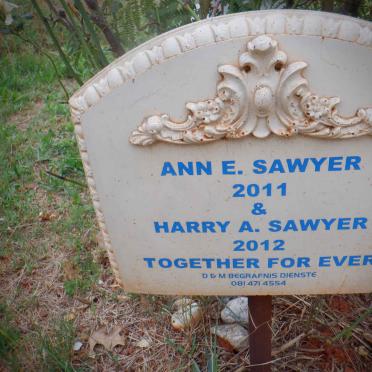 ANN E. SAWYER
2011
&
HARRY A. SAWYER
2012
TOGETHER FOR EVER
D & M BEGRAFNIS DIENSTE
081 471 4554